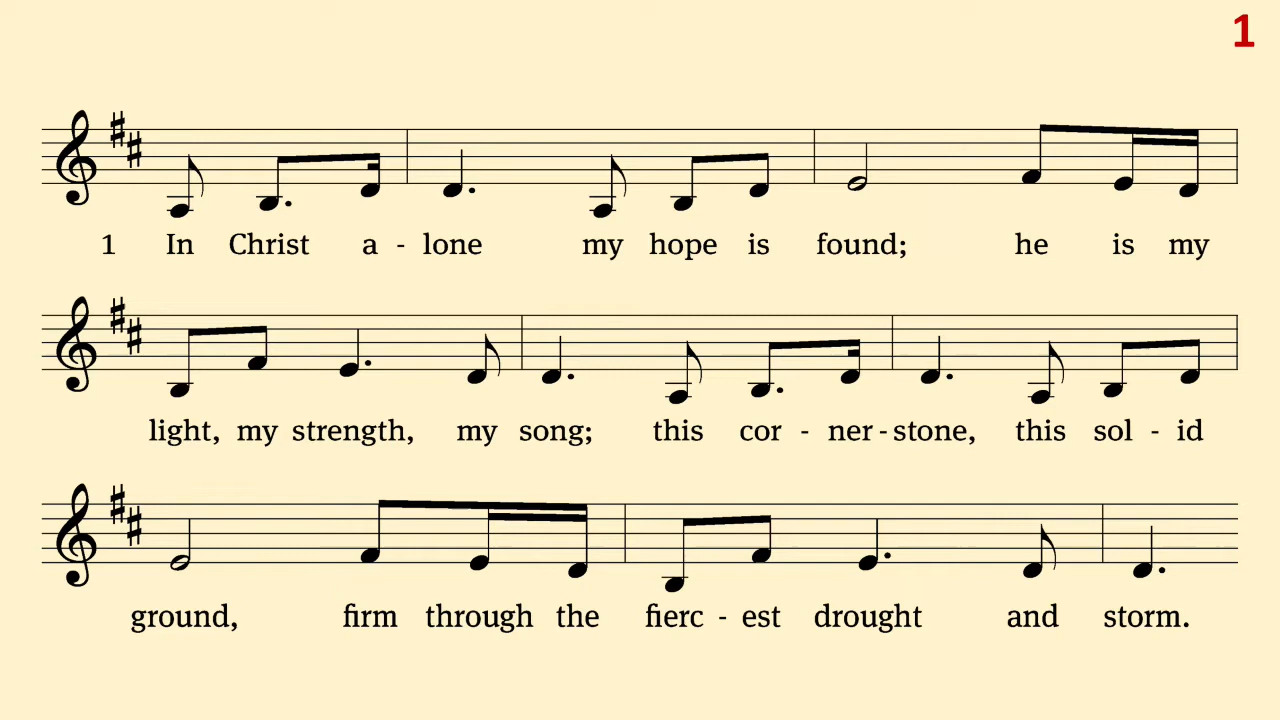 1
1 In Christ a - lone my hope is found; he is my
light, my strength, my song; this cor - ner - stone, this sol - id
ground, firm through the fierc - est drought and storm.